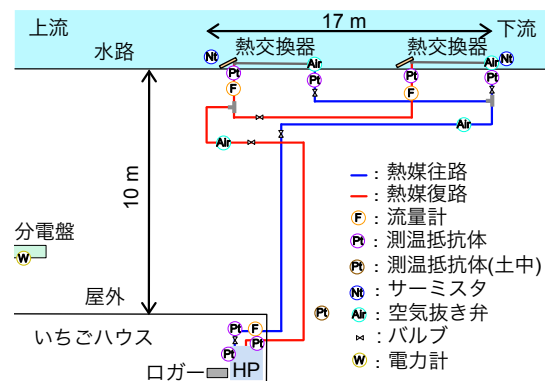 上流
17 m
下流
水路
熱交換器
熱交換器
Nt
Air
Air
Nt
Pt
Pt
Pt
Pt
F
F
Air
Air
10 m
分電盤
W
屋外
いちごハウス
Pt
F
Pt
Pt
Pt
ロガー
HP
:熱媒往路
:熱媒復路
F:流量計
Pt:測温抵抗体
Pt:測温抵抗体(土中)
Nt:サーミスタ
Air:空気抜き弁
:バルブ
W:電力計